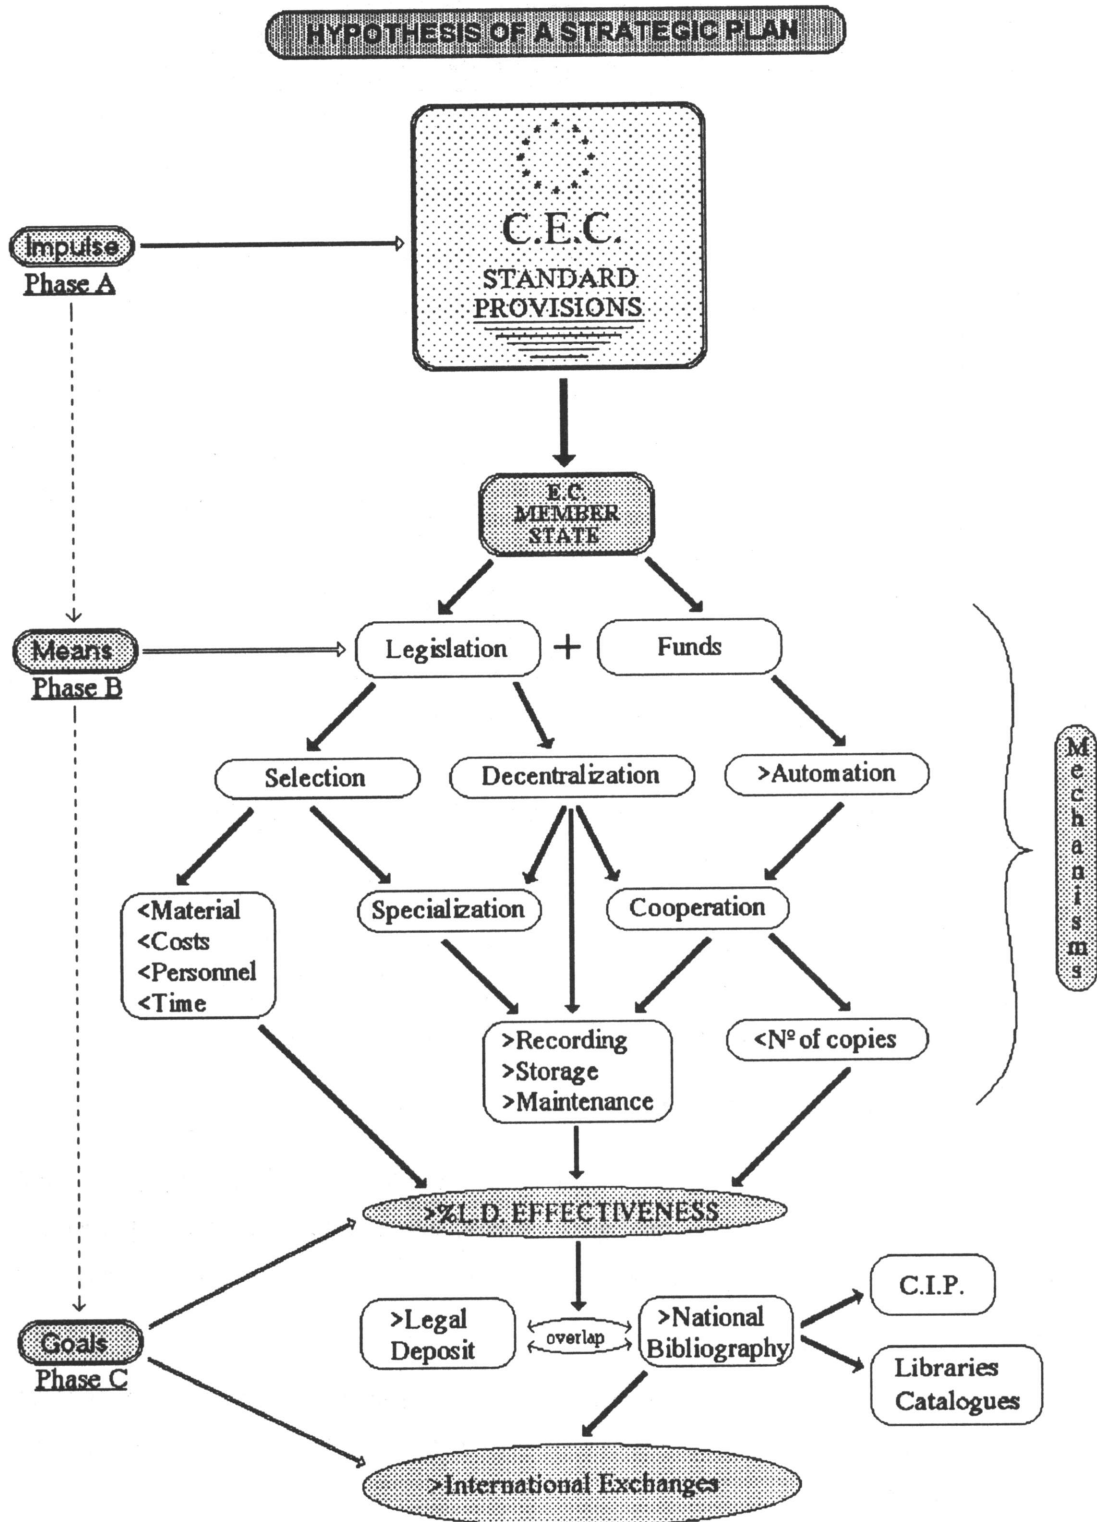 HYPOTHESIS OF A STRATEGIC PLAN
C.E.C.
STANDARD
PROVISIONS
Impulse
Phase A
E.C.
MEMBER
STATE
Means
Phase B
Legislation
+
Funds
Selection
Decentralization
>Automation
Mechanisms
<Material
<Costs
<Personnel
<Time
Specialization
Cooperation
>Recording
>Storage
>Maintenance
<Nº of copies
>%L.D. EFFECTIVENESS
Goals
Phase C
>Legal
Deposit
overlap
>National
Bibliography
C.I.P.
Libraries
Catalogues
>International Exchanges